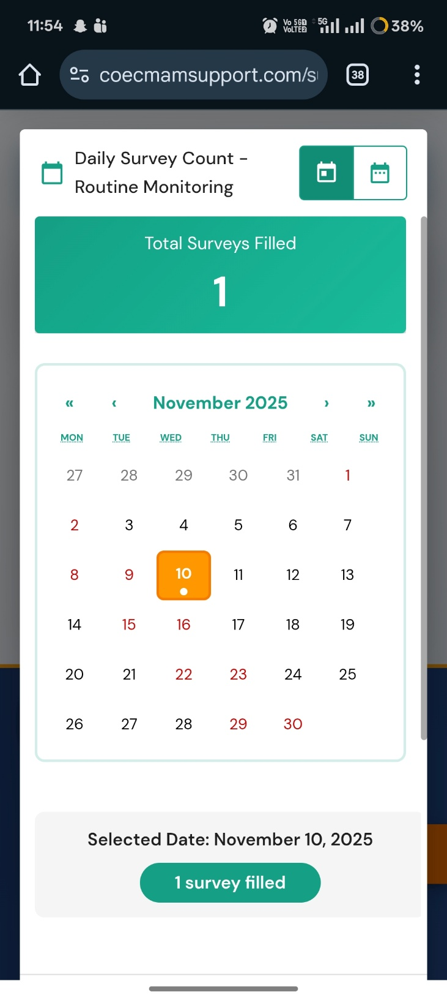 11:54
Vo 5GD
VoLTE2
5G
38%
coecmamsupport.com/s
38
Daily Survey Count -
Routine Monitoring
Total Surveys Filled
1
« ‹ November 2025 › »
MON TUE WED THU FRI SAT SUN
27 28 29 30 31 1
2 3 4 5 6 7
8 9 10 11 12 13
14 15 16 17 18 19
20 21 22 23 24 25
26 27 28 29 30
Selected Date: November 10, 2025
1 survey filled